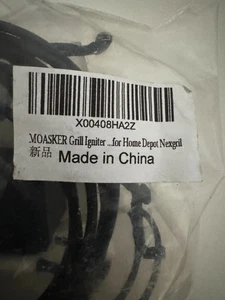 X00408HA2Z
MOASKER Grill Igniter ...for Home Depot Nexgrill
新品 Made in China